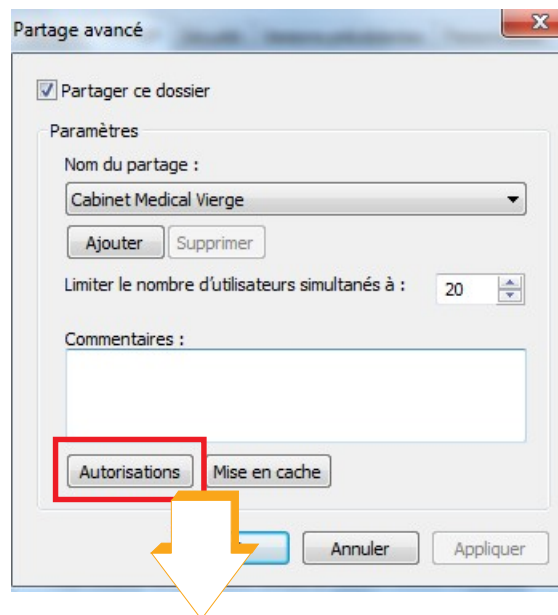 Partage avancé
Partager ce dossier
Paramètres
Nom du partage :
Cabinet Medical Vierge
Ajouter Supprimer
Limiter le nombre d'utilisateurs simultanés à : 20
Commentaires :
Autorisations Mise en cache
Annuler Appliquer